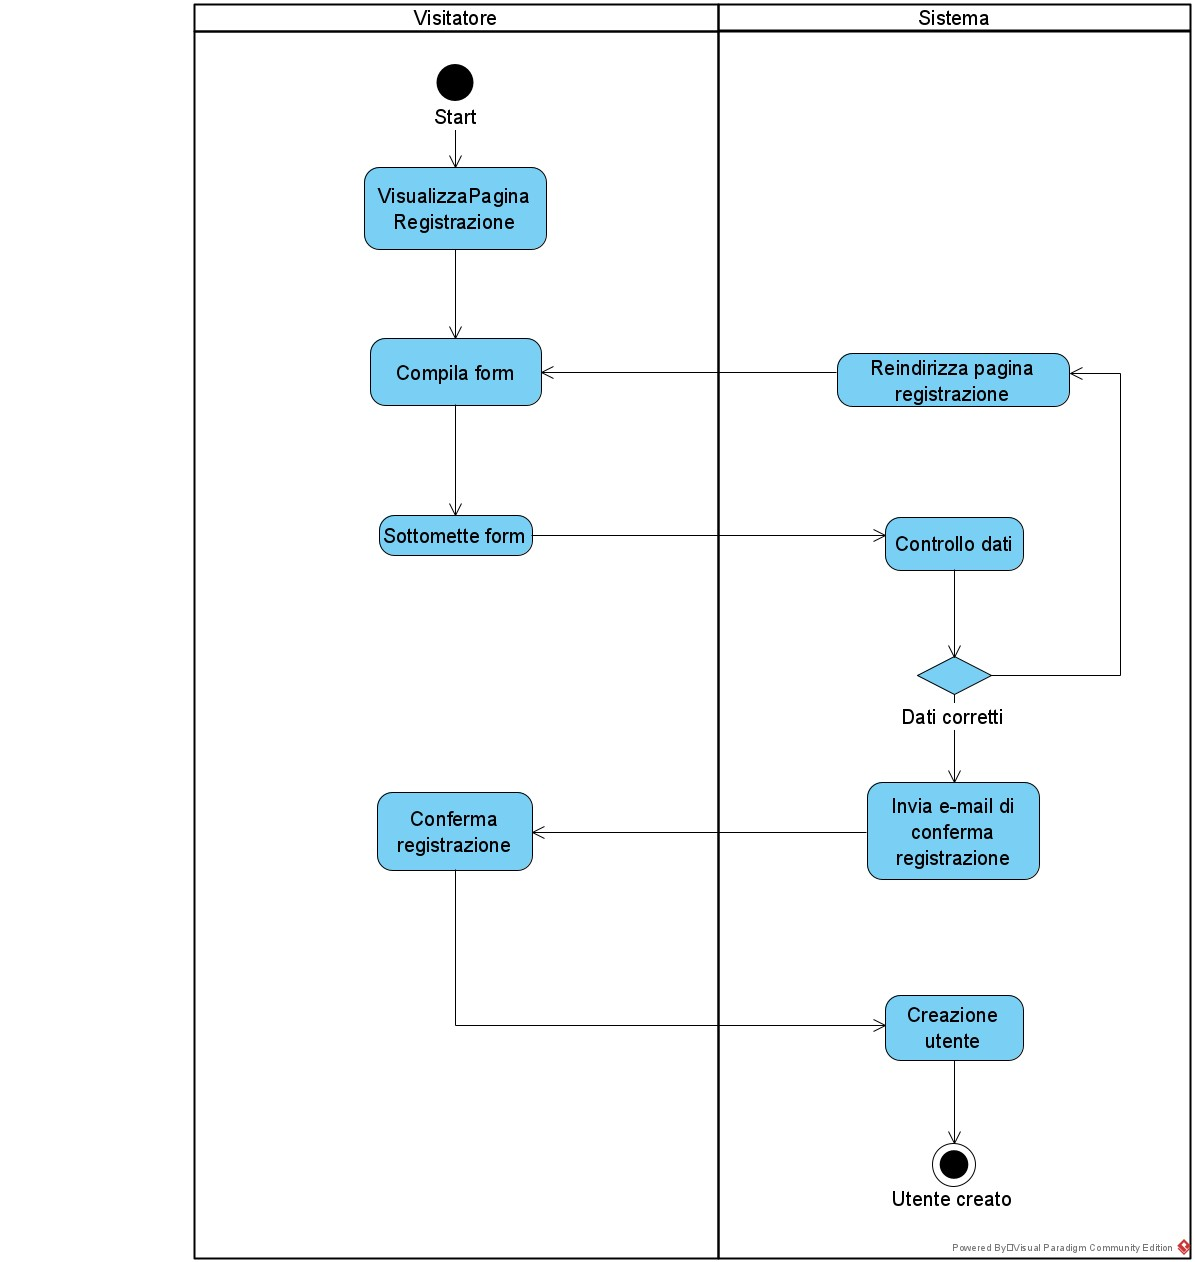 Visitatore
Sistema
Start
VisualizzaPagina
Registrazione
Compila form
Reindirizza pagina
registrazione
Sottomette form
Controllo dati
Dati corretti
Conferma
registrazione
Invia e-mail di
conferma
registrazione
Creazione
utente
Utente creato
Powered By□Visual Paradigm Community Edition